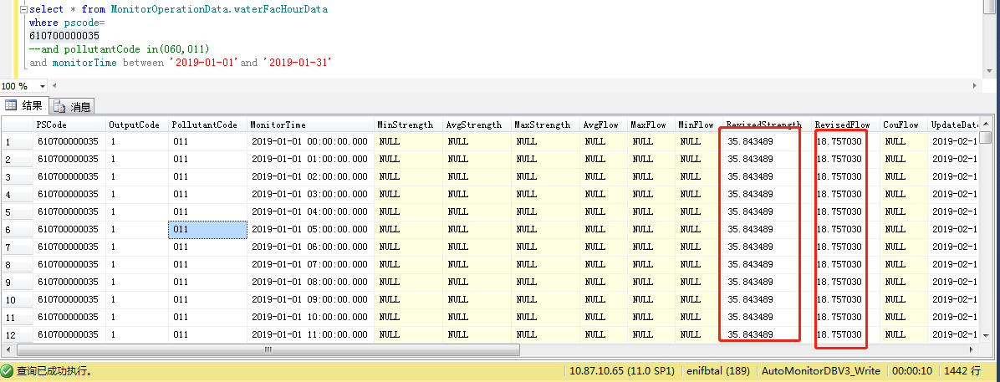 select * from MonitorOperationData.waterFacHourData
where pscode=
610700000035
--and pollutantCode in(060,011)
and monitorTime between '2019-01-01'and '2019-01-31'
100 %
结果 消息
PSCode OutputCode PollutantCode MonitorTime MinStrength AvgStrength MaxStrength AvgFlow MaxFlow MinFlow RevisedStrength RevisedFlow CouFlow UpdateDate
1 610700000035 1 011 2019-01-01 00:00:00.000 NULL NULL NULL NULL NULL NULL 35.843489 18.757030 NULL 2019-02-1
2 610700000035 1 011 2019-01-01 01:00:00.000 NULL NULL NULL NULL NULL NULL 35.843489 18.757030 NULL 2019-02-1
3 610700000035 1 011 2019-01-01 02:00:00.000 NULL NULL NULL NULL NULL NULL 35.843489 18.757030 NULL 2019-02-1
4 610700000035 1 011 2019-01-01 03:00:00.000 NULL NULL NULL NULL NULL NULL 35.843489 18.757030 NULL 2019-02-1
5 610700000035 1 011 2019-01-01 04:00:00.000 NULL NULL NULL NULL NULL NULL 35.843489 18.757030 NULL 2019-02-1
6 610700000035 1 011 2019-01-01 05:00:00.000 NULL NULL NULL NULL NULL NULL 35.843489 18.757030 NULL 2019-02-1
7 610700000035 1 011 2019-01-01 06:00:00.000 NULL NULL NULL NULL NULL NULL 35.843489 18.757030 NULL 2019-02-1
8 610700000035 1 011 2019-01-01 07:00:00.000 NULL NULL NULL NULL NULL NULL 35.843489 18.757030 NULL 2019-02-1
9 610700000035 1 011 2019-01-01 08:00:00.000 NULL NULL NULL NULL NULL NULL 35.843489 18.757030 NULL 2019-02-1
10 610700000035 1 011 2019-01-01 09:00:00.000 NULL NULL NULL NULL NULL NULL 35.843489 18.757030 NULL 2019-02-1
11 610700000035 1 011 2019-01-01 10:00:00.000 NULL NULL NULL NULL NULL NULL 35.843489 18.757030 NULL 2019-02-1
12 610700000035 1 011 2019-01-01 11:00:00.000 NULL NULL NULL NULL NULL NULL 35.843489 18.757030 NULL 2019-02-1
查询已成功执行。 10.87.10.65 (11.0 SP1) enifbtal (189) AutoMonitorDBV3_Write 00:00:10 1442 行